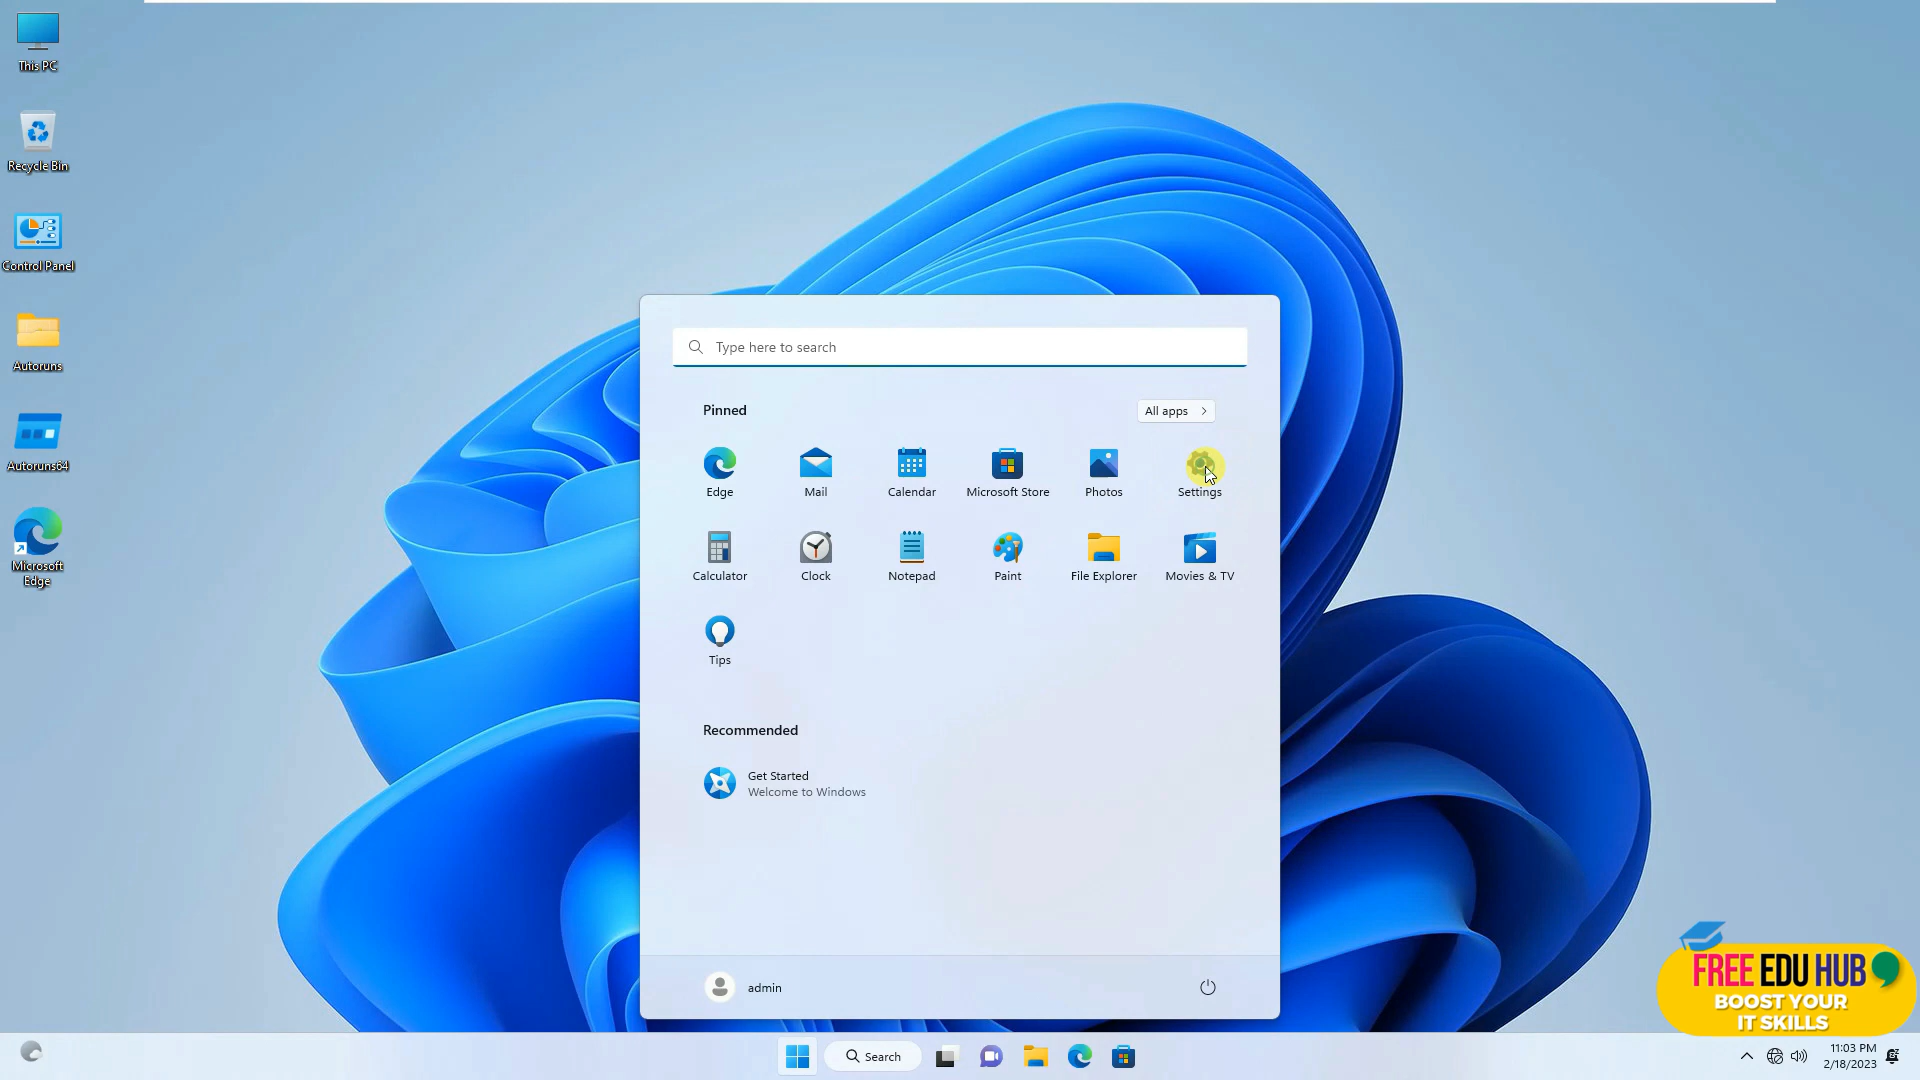 This PC
Recycle Bin
Control Panel
Autoruns
Autoruns64
Microsoft
Edge
Type here to search
Pinned
All apps
Edge
Mail
Calendar
Microsoft Store
Photos
Settings
Calculator
Clock
Notepad
Paint
File Explorer
Movies & TV
Tips
Recommended
Get Started
Welcome to Windows
admin
FREE EDU HUB
BOOST YOUR
IT SKILLS
Search
11:03 PM
2/18/2023